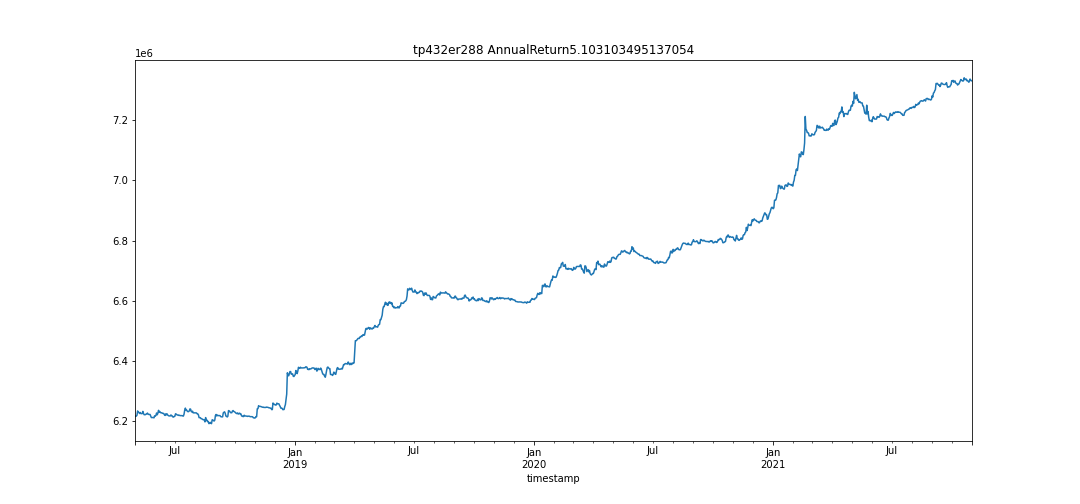 tp432er288 AnnualReturn5.103103495137054
1e6
7.2
7.0
6.8
6.6
6.4
6.2
Jul
Jan
2019
Jul
Jan
2020
Jul
Jan
2021
Jul
timestamp